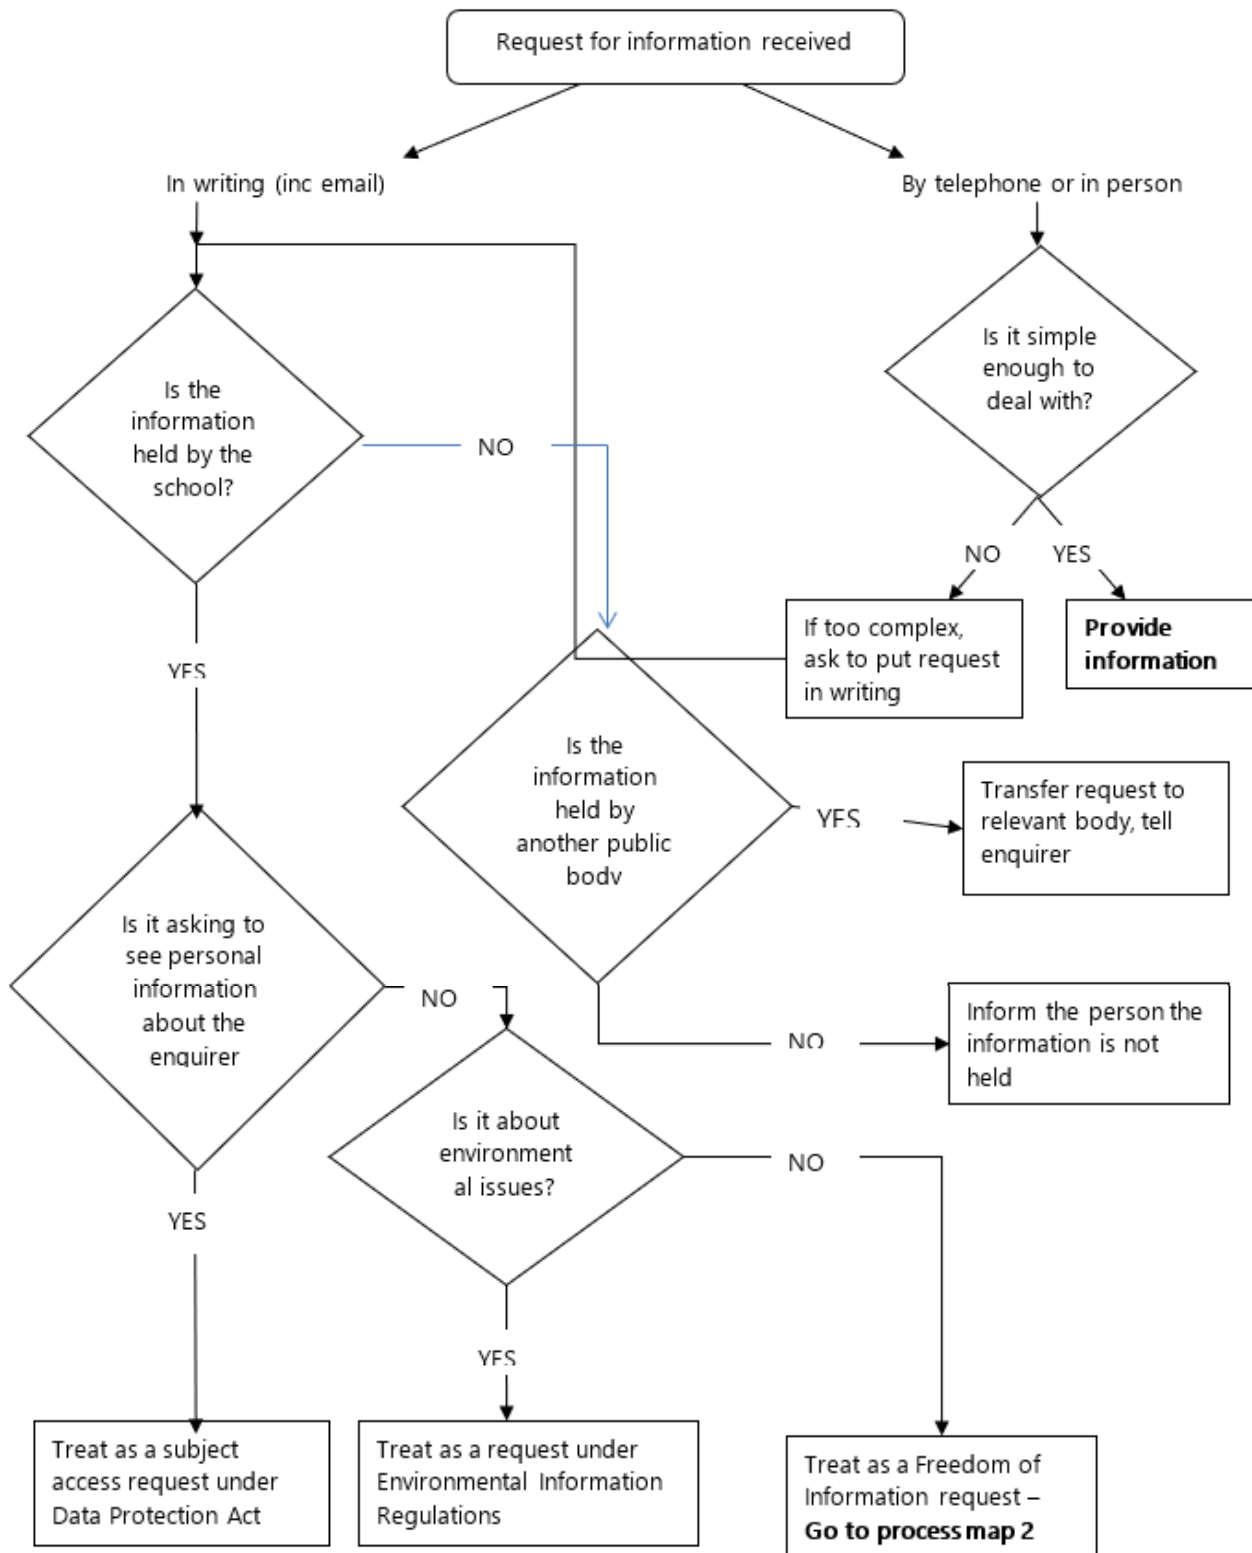 Request for information received
In writing (inc email)
By telephone or in person
Is it simple
enough to
deal with?
Is the
information
held by the
school?
NO
NO
YES
If too complex,
ask to put request
in writing
Provide
information
YES
Is the
information
held by
another public
body
YES
Transfer request to
relevant body, tell
enquirer
Is it asking to
see personal
information
about the
enquirer
NO
Inform the person the
information is not
held
NO
Is it about
environment
al issues?
NO
YES
YES
Treat as a subject
access request under
Data Protection Act
Treat as a request under
Environmental Information
Regulations
Treat as a Freedom of
Information request –
Go to process map 2